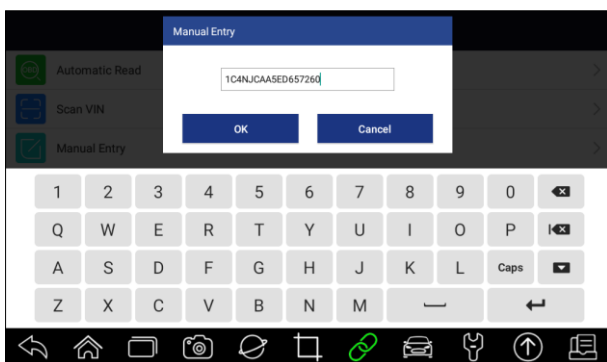 Manual Entry
1C4NJCAA5ED657260
OK Cancel
Automatic Read
Scan VIN
Manual Entry
1 2 3 4 5 6 7 8 9 0
Q W E R T Y U I O P
A S D F G H J K L Caps
Z X C V B N M